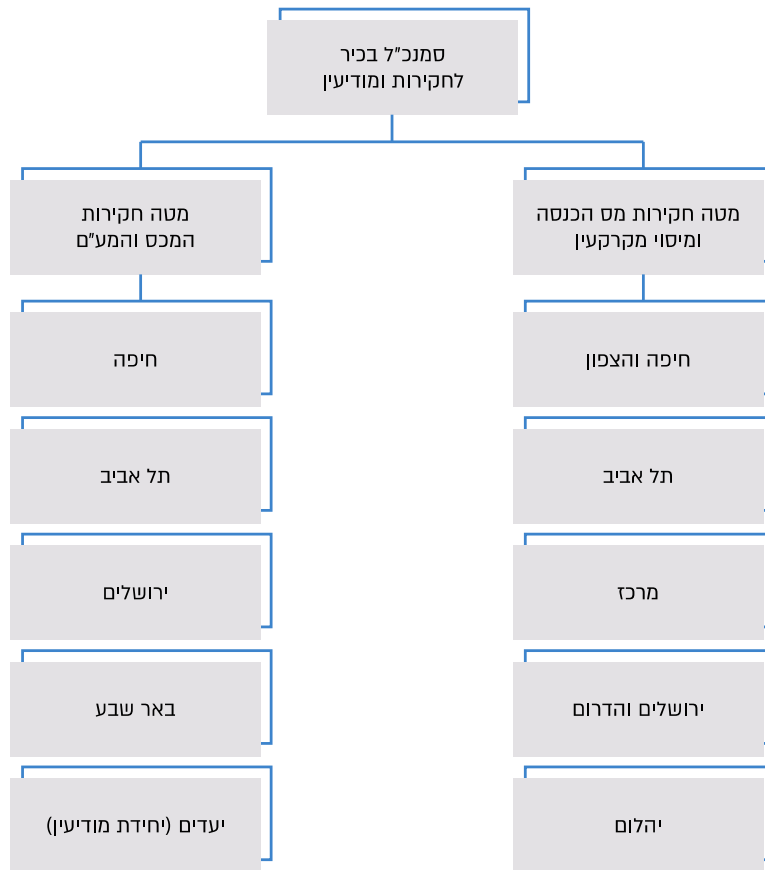 סמנכ"ל בכיר
לחקירות ומודיעין
מטה חקירות מס הכנסה
ומיסוי מקרקעין
חיפה והצפון
תל אביב
מרכז
ירושלים והדרום
יהלום
מטה חקירות
המכס והמע"ם
חיפה
תל אביב
ירושלים
באר שבע
יעדים (יחידת מודיעין)